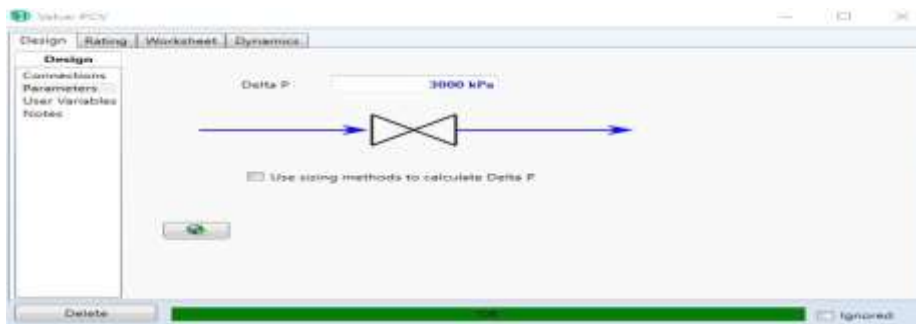 Valve: PCV
Design Rating Worksheet Dynamics
Design
Connections
Parameters
User Variables
Notes
Delta P 3000 kPa
Use sizing methods to calculate Delta P
Delete OK Ignored